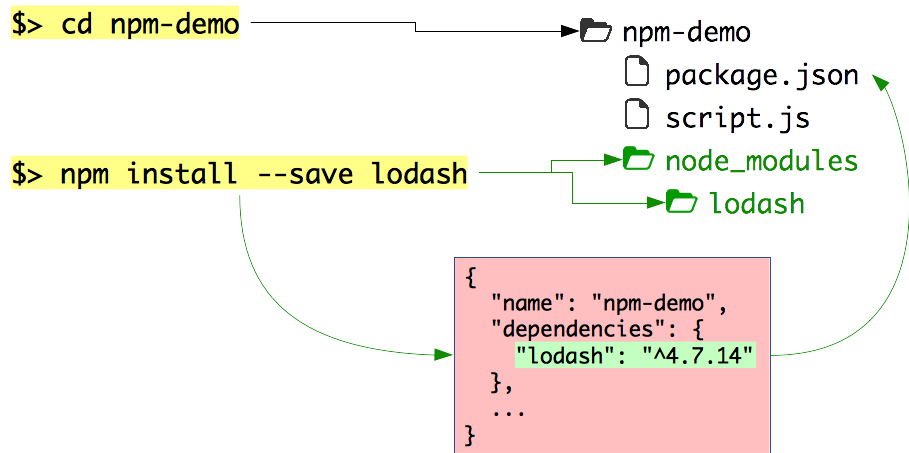 $> cd npm-demo
npm-demo
package.json
script.js
$> npm install --save lodash
node_modules
lodash
{
"name": "npm-demo",
"dependencies": {
"lodash": "^4.7.14"
},
...
}